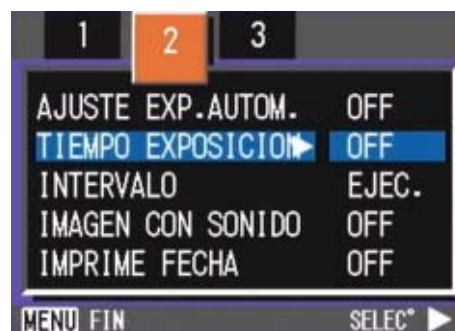 1 2 3
AJUSTE EXP.AUTOM. OFF
TIEMPO EXPOSICION OFF
INTERVALO EJEC.
IMAGEN CON SONIDO OFF
IMPRIME FECHA OFF
MENU FIN SELEC°